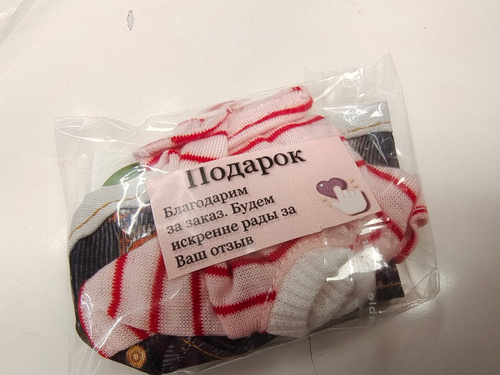 Подарок
Благодарим
за заказ. Будем
искренне рады за
Ваш отзыв